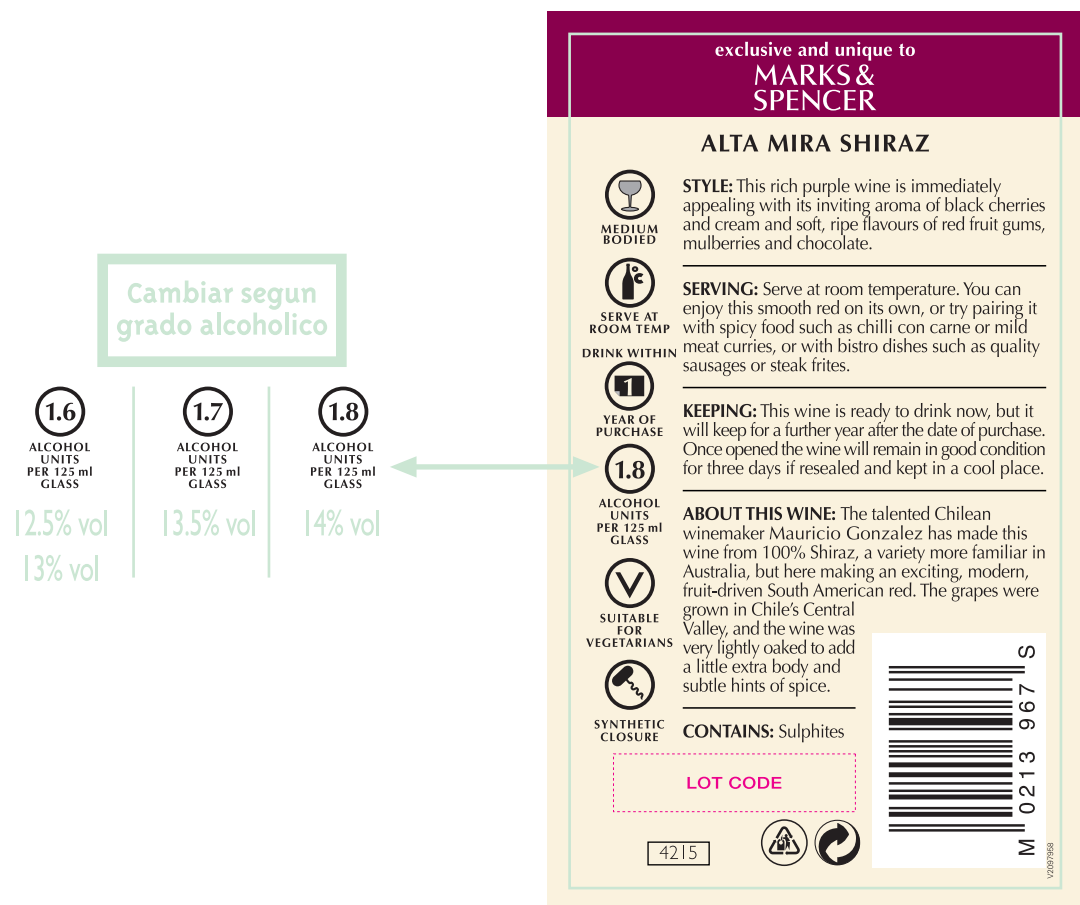 Cambiar segun
grado alcoholico
1.6
ALCOHOL
UNITS
PER 125 ml
GLASS
12.5% vol
13% vol
1.7
ALCOHOL
UNITS
PER 125 ml
GLASS
13.5% vol
1.8
ALCOHOL
UNITS
PER 125 ml
GLASS
14% vol
exclusive and unique to
MARKS &
SPENCER
ALTA MIRA SHIRAZ
MEDIUM
BODIED
°C
SERVE AT
ROOM TEMP
DRINK WITHIN
1
YEAR OF
PURCHASE
1.8
ALCOHOL
UNITS
PER 125 ml
GLASS
V
SUITABLE
FOR
VEGETARIANS
SYNTHETIC
CLOSURE
STYLE: This rich purple wine is immediately
appealing with its inviting aroma of black cherries
and cream and soft, ripe flavours of red fruit gums,
mulberries and chocolate.
SERVING: Serve at room temperature. You can
enjoy this smooth red on its own, or try pairing it
with spicy food such as chilli con carne or mild
meat curries, or with bistro dishes such as quality
sausages or steak frites.
KEEPING: This wine is ready to drink now, but it
will keep for a further year after the date of purchase.
Once opened the wine will remain in good condition
for three days if resealed and kept in a cool place.
ABOUT THIS WINE: The talented Chilean
winemaker Mauricio Gonzalez has made this
wine from 100% Shiraz, a variety more familiar in
Australia, but here making an exciting, modern,
fruit-driven South American red. The grapes were
grown in Chile's Central
Valley, and the wine was
very lightly oaked to add
a little extra body and
subtle hints of spice.
CONTAINS: Sulphites
LOT CODE
4215
M 0213 967 S
V2097958